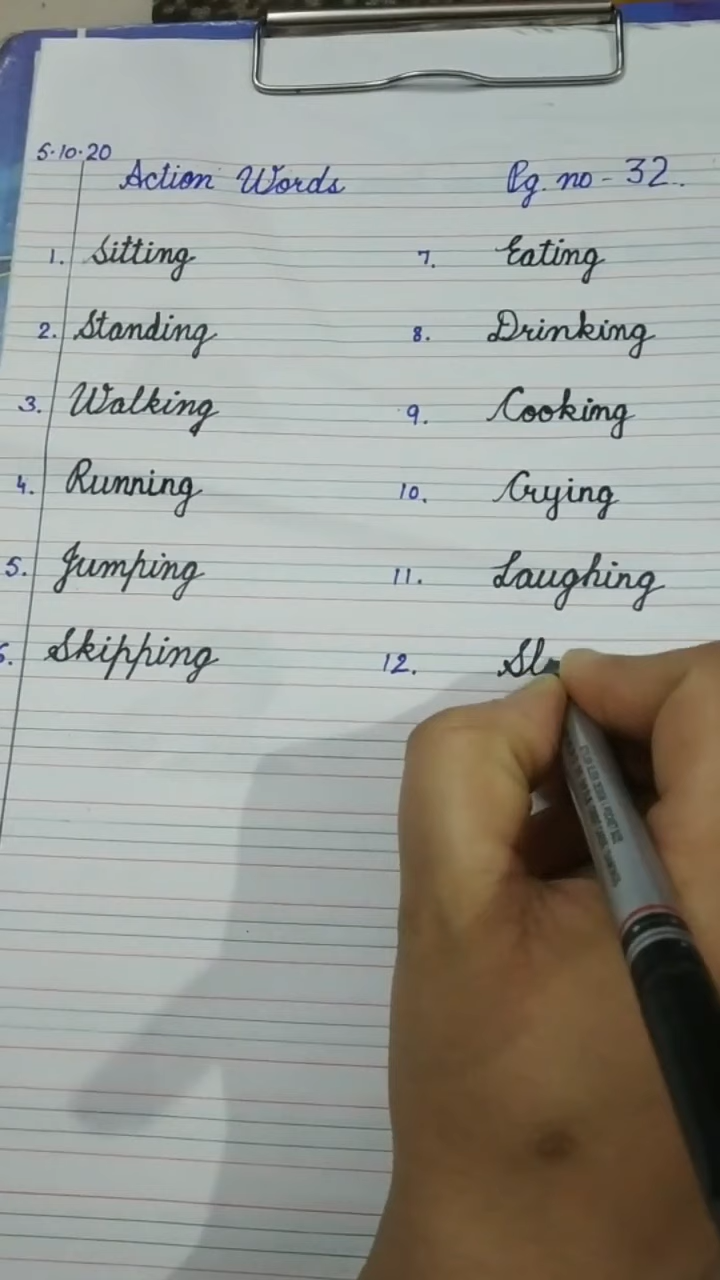 5.10.20
Action Words Pg. no - 32.
1. Sitting
2. Standing
3. Walking
4. Running
5. Jumping
6. Skipping
7. Eating
8. Drinking
9. Cooking
10. Crying
11. Laughing
12. Sl